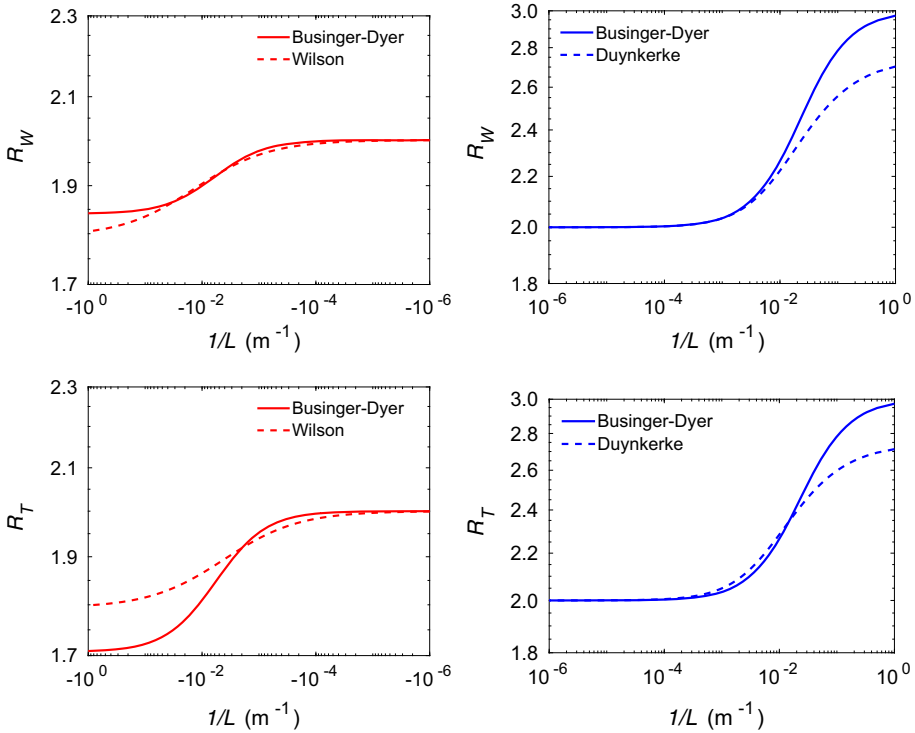 2.3
2.1
1.9
1.7
R_W
Businger-Dyer
Wilson
-10^0
-10^-2
-10^-4
-10^-6
1/L (m^-1)
3.0
2.8
2.6
2.4
2.2
2.0
1.8
R_W
Businger-Dyer
Duynkerke
10^-6
10^-4
10^-2
10^0
1/L (m^-1)
2.3
2.1
1.9
1.7
R_T
Businger-Dyer
Wilson
-10^0
-10^-2
-10^-4
-10^-6
1/L (m^-1)
3.0
2.8
2.6
2.4
2.2
2.0
1.8
R_T
Businger-Dyer
Duynkerke
10^-6
10^-4
10^-2
10^0
1/L (m^-1)